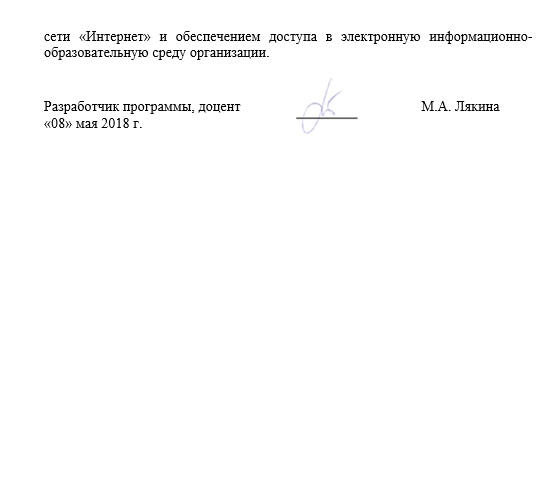 сети «Интернет» и обеспечением доступа в электронную информационно-
образовательную среду организации.
Разработчик программы, доцент М.А. Лякина
«08» мая 2018 г.